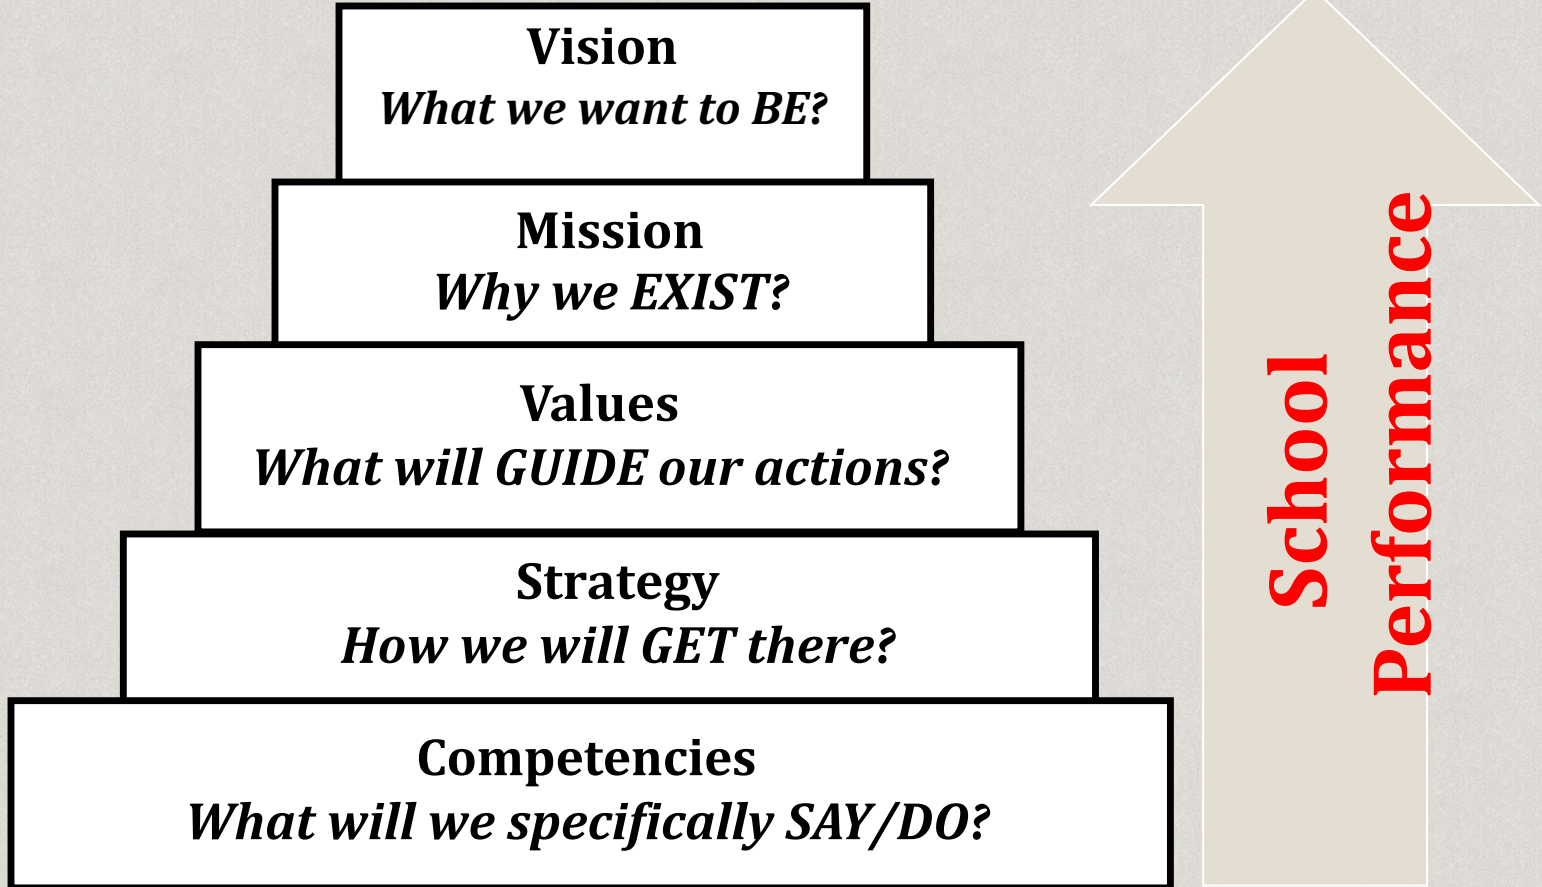 Vision
What we want to BE?
Mission
Why we EXIST?
Values
What will GUIDE our actions?
Strategy
How we will GET there?
Competencies
What will we specifically SAY/DO?
School
Performance